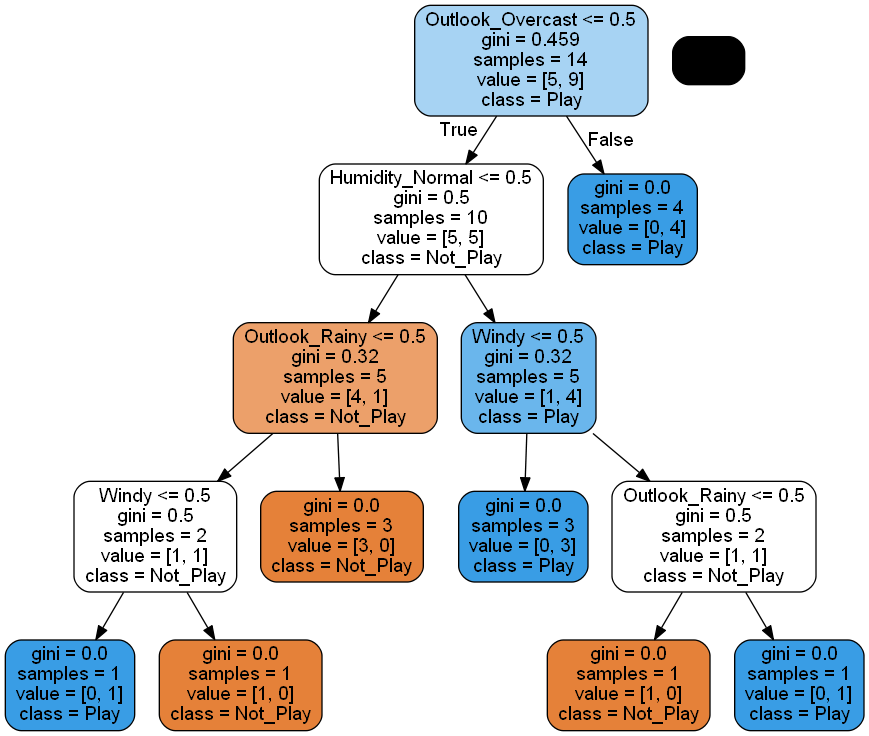 Outlook_Overcast <= 0.5
gini = 0.459
samples = 14
value = [5, 9]
class = Play
True
False
Humidity_Normal <= 0.5
gini = 0.5
samples = 10
value = [5, 5]
class = Not_Play
gini = 0.0
samples = 4
value = [0, 4]
class = Play
Outlook_Rainy <= 0.5
gini = 0.32
samples = 5
value = [4, 1]
class = Not_Play
Windy <= 0.5
gini = 0.32
samples = 5
value = [1, 4]
class = Play
Windy <= 0.5
gini = 0.5
samples = 2
value = [1, 1]
class = Not_Play
gini = 0.0
samples = 3
value = [3, 0]
class = Not_Play
gini = 0.0
samples = 3
value = [0, 3]
class = Play
Outlook_Rainy <= 0.5
gini = 0.5
samples = 2
value = [1, 1]
class = Not_Play
gini = 0.0
samples = 1
value = [0, 1]
class = Play
gini = 0.0
samples = 1
value = [1, 0]
class = Not_Play
gini = 0.0
samples = 1
value = [1, 0]
class = Not_Play
gini = 0.0
samples = 1
value = [0, 1]
class = Play